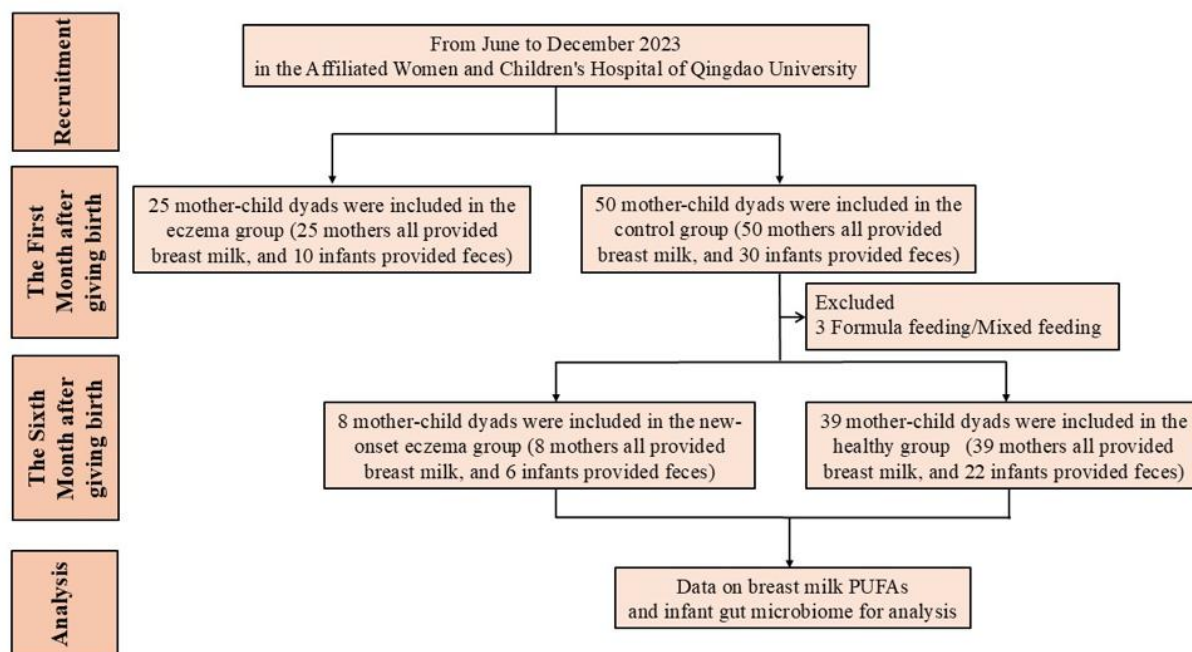 Recruitment
From June to December 2023
in the Affiliated Women and Children's Hospital of Qingdao University
The First
Month after
giving birth
25 mother-child dyads were included in the
eczema group (25 mothers all provided
breast milk, and 10 infants provided feces)
50 mother-child dyads were included in the
control group (50 mothers all provided
breast milk, and 30 infants provided feces)
Excluded
3 Formula feeding/Mixed feeding
The Sixth
Month after
giving birth
8 mother-child dyads were included in the new-
onset eczema group (8 mothers all provided
breast milk, and 6 infants provided feces)
39 mother-child dyads were included in the
healthy group (39 mothers all provided
breast milk, and 22 infants provided feces)
Analysis
Data on breast milk PUFAs
and infant gut microbiome for analysis